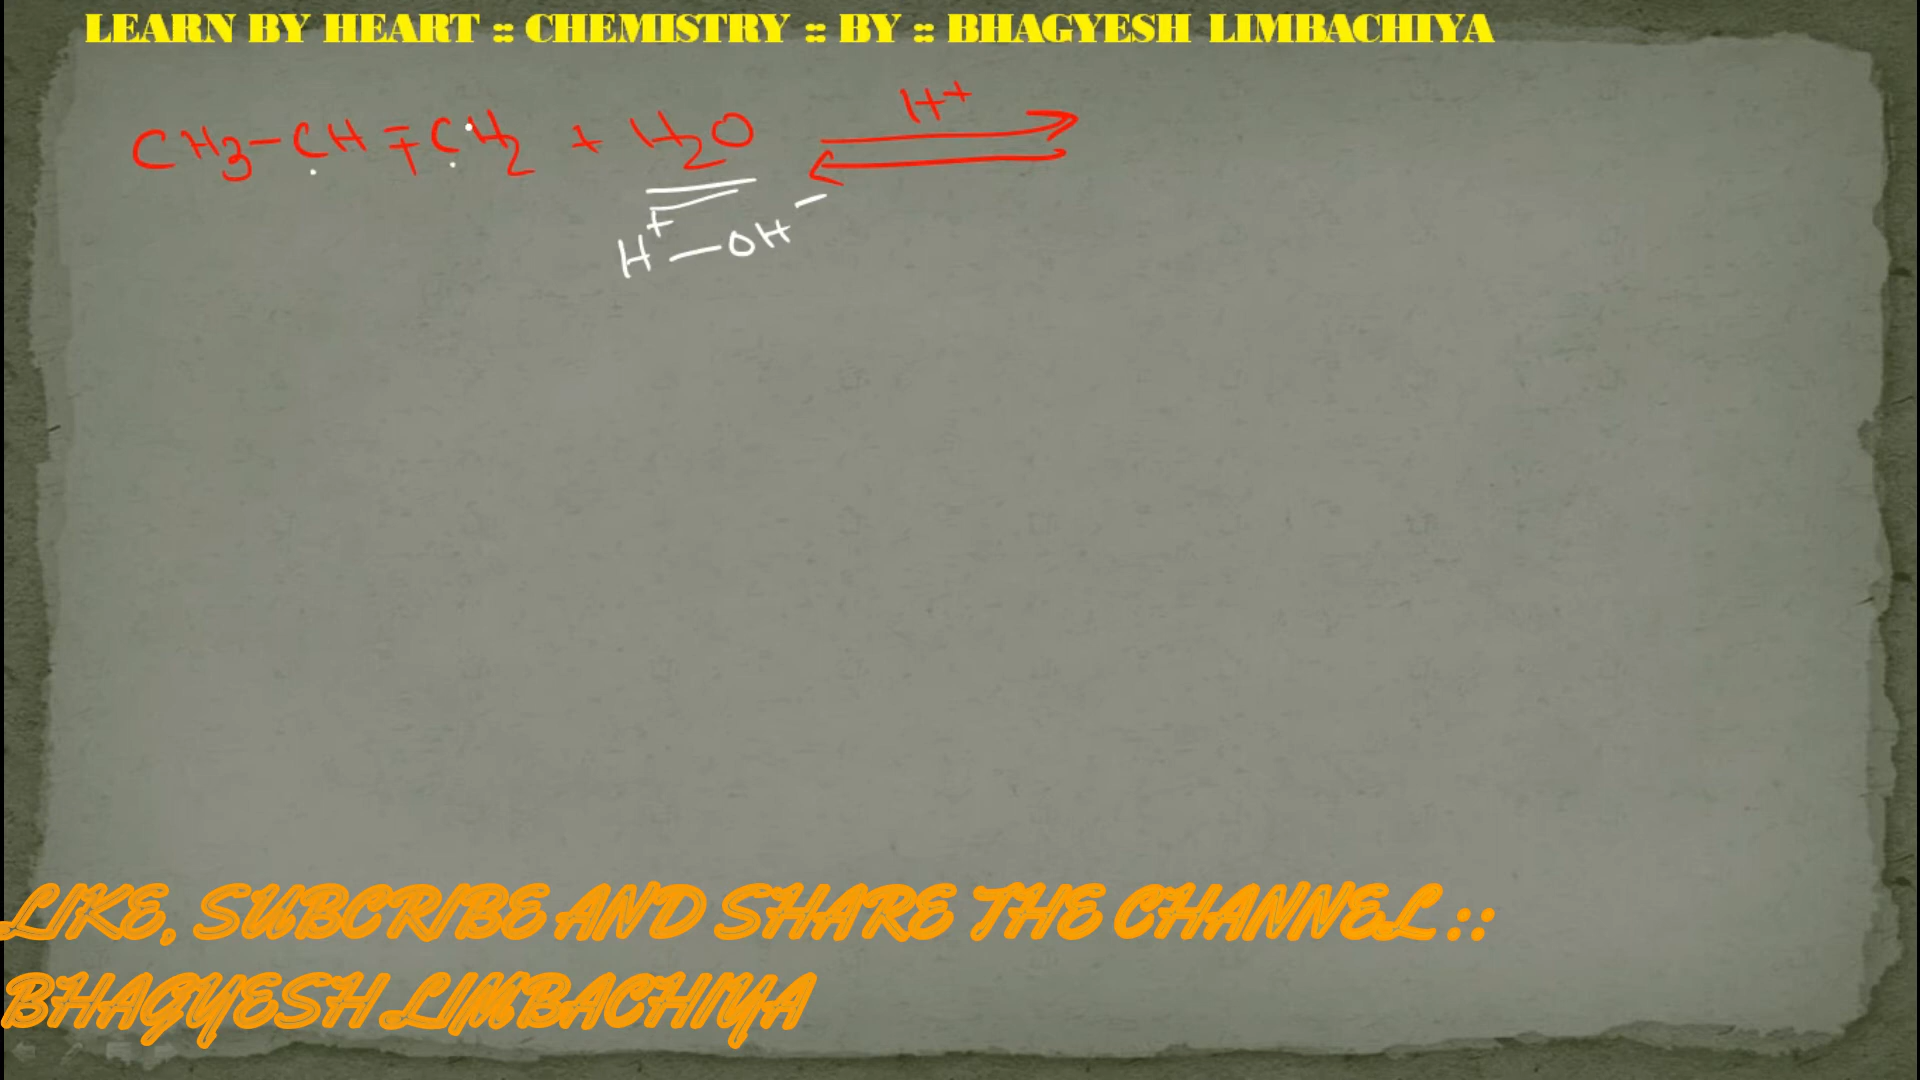 LEARN BY HEART :: CHEMISTRY :: BY :: BHAGYESH LIMBACHIYA
H+
CH3-CH=CH2 + H2O ⇌
H+—OH−
LIKE, SUBCRIBE AND SHARE THE CHANNEL ::
BHAGYESH LIMBACHIYA